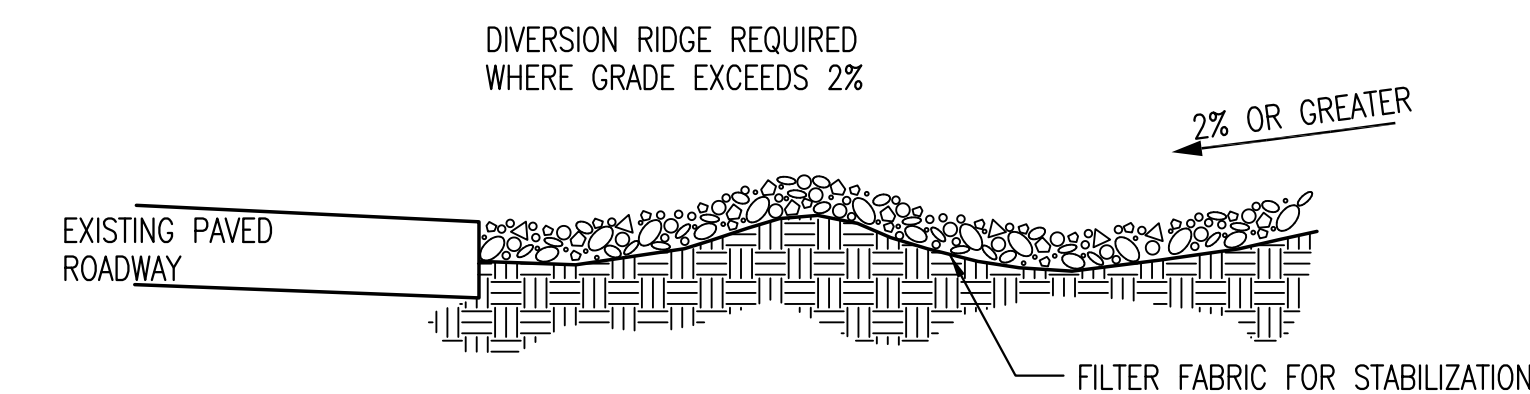 DIVERSION RIDGE REQUIRED
WHERE GRADE EXCEEDS 2%
2% OR GREATER
EXISTING PAVED
ROADWAY
FILTER FABRIC FOR STABILIZATION